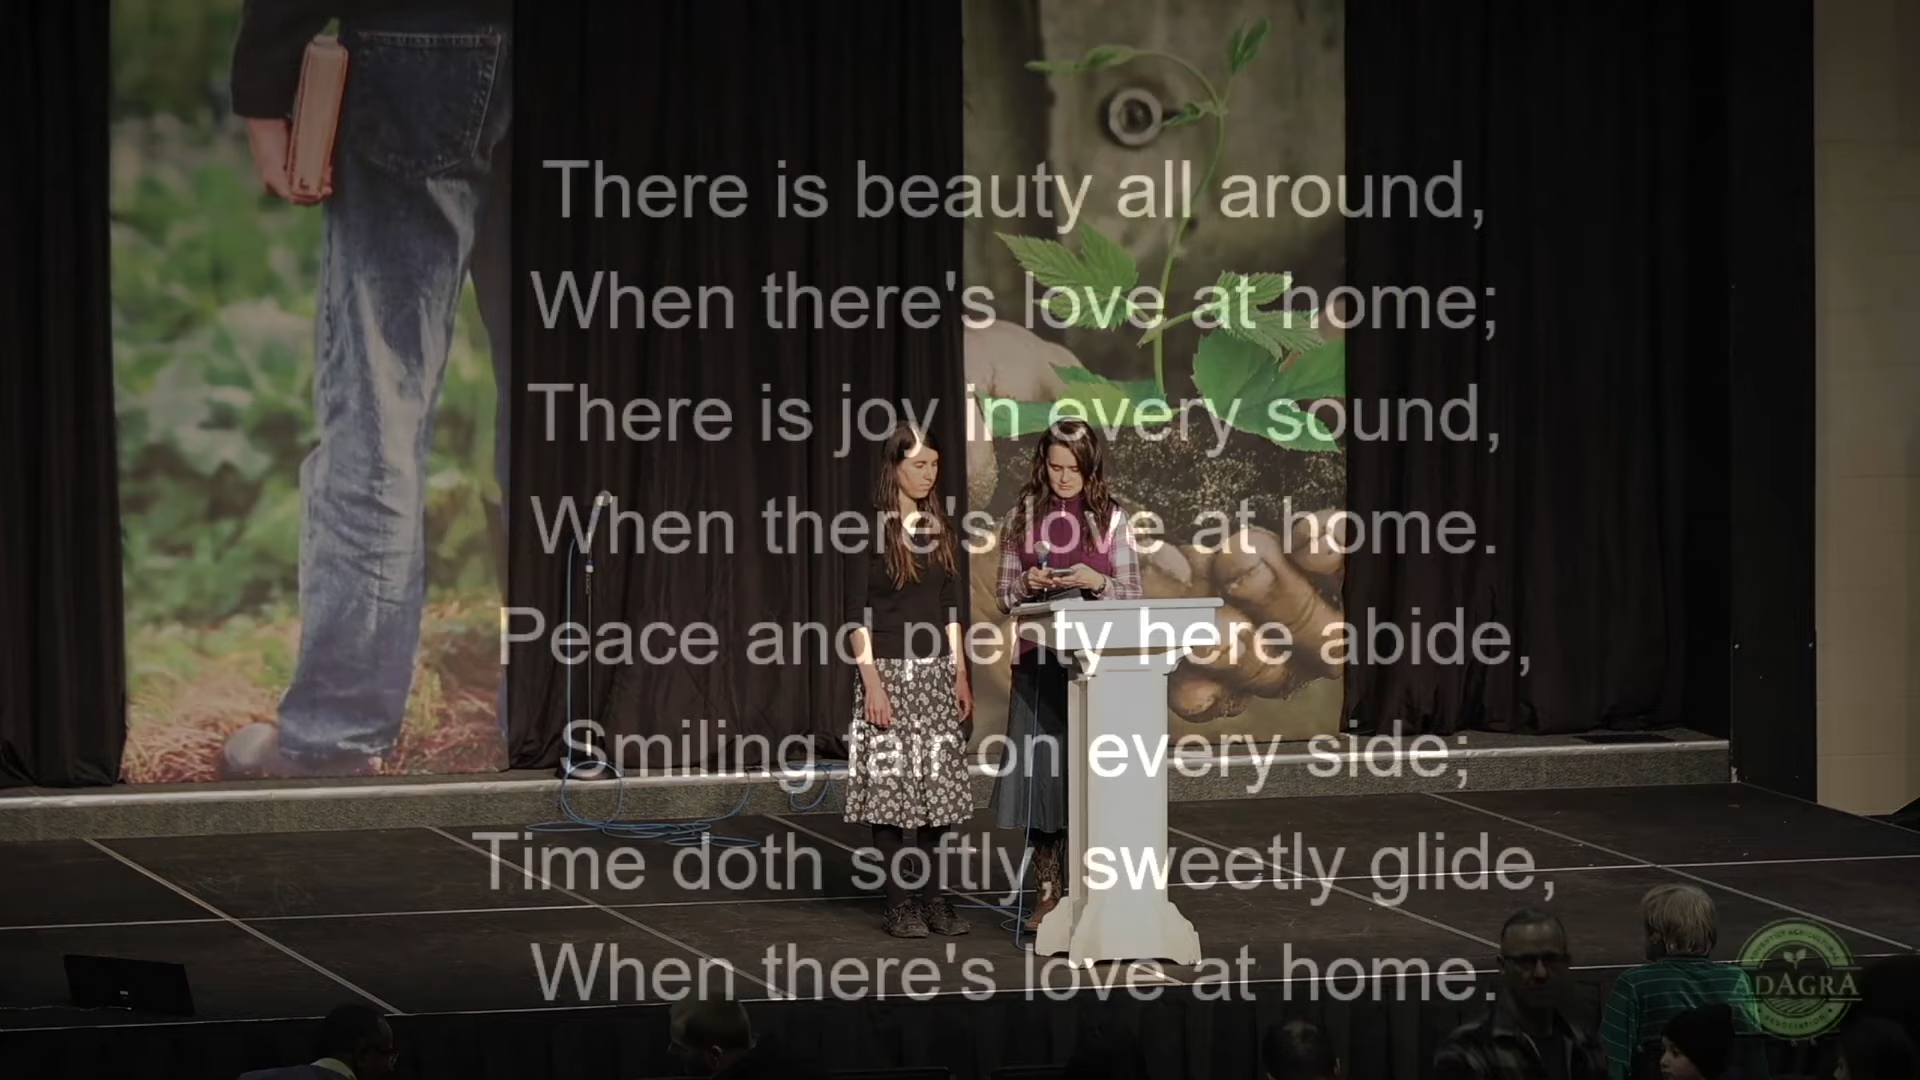 There is beauty all around,
When there's love at home;
There is joy in every sound,
When there's love at home.
Peace and plenty here abide,
Smiling fair on every side;
Time doth softly, sweetly glide,
When there's love at home.
ADAGRA
ASSOCIATION